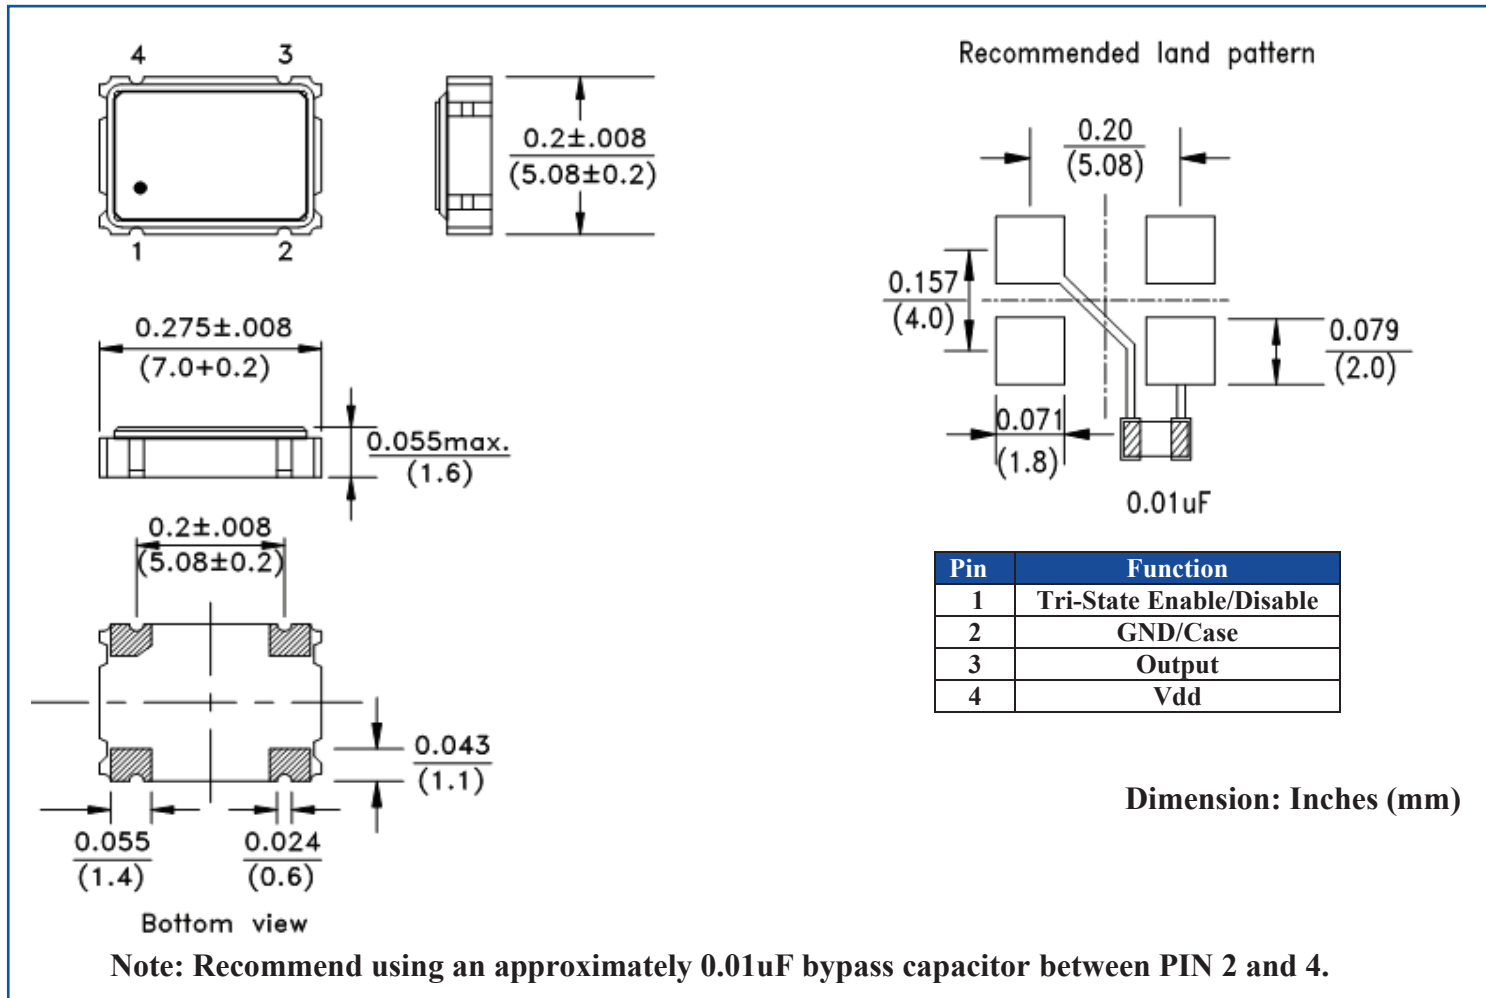 4 3
1 2
0.2±.008
(5.08±0.2)
0.275±.008
(7.0+0.2)
0.055max.
(1.6)
0.2±.008
(5.08±0.2)
0.043
(1.1)
0.055
(1.4)
0.024
(0.6)
Bottom view
Recommended land pattern
0.20
(5.08)
0.157
(4.0)
0.079
(2.0)
0.071
(1.8)
0.01uF
Pin Function
1 Tri-State Enable/Disable
2 GND/Case
3 Output
4 Vdd
Dimension: Inches (mm)
Note: Recommend using an approximately 0.01uF bypass capacitor between PIN 2 and 4.